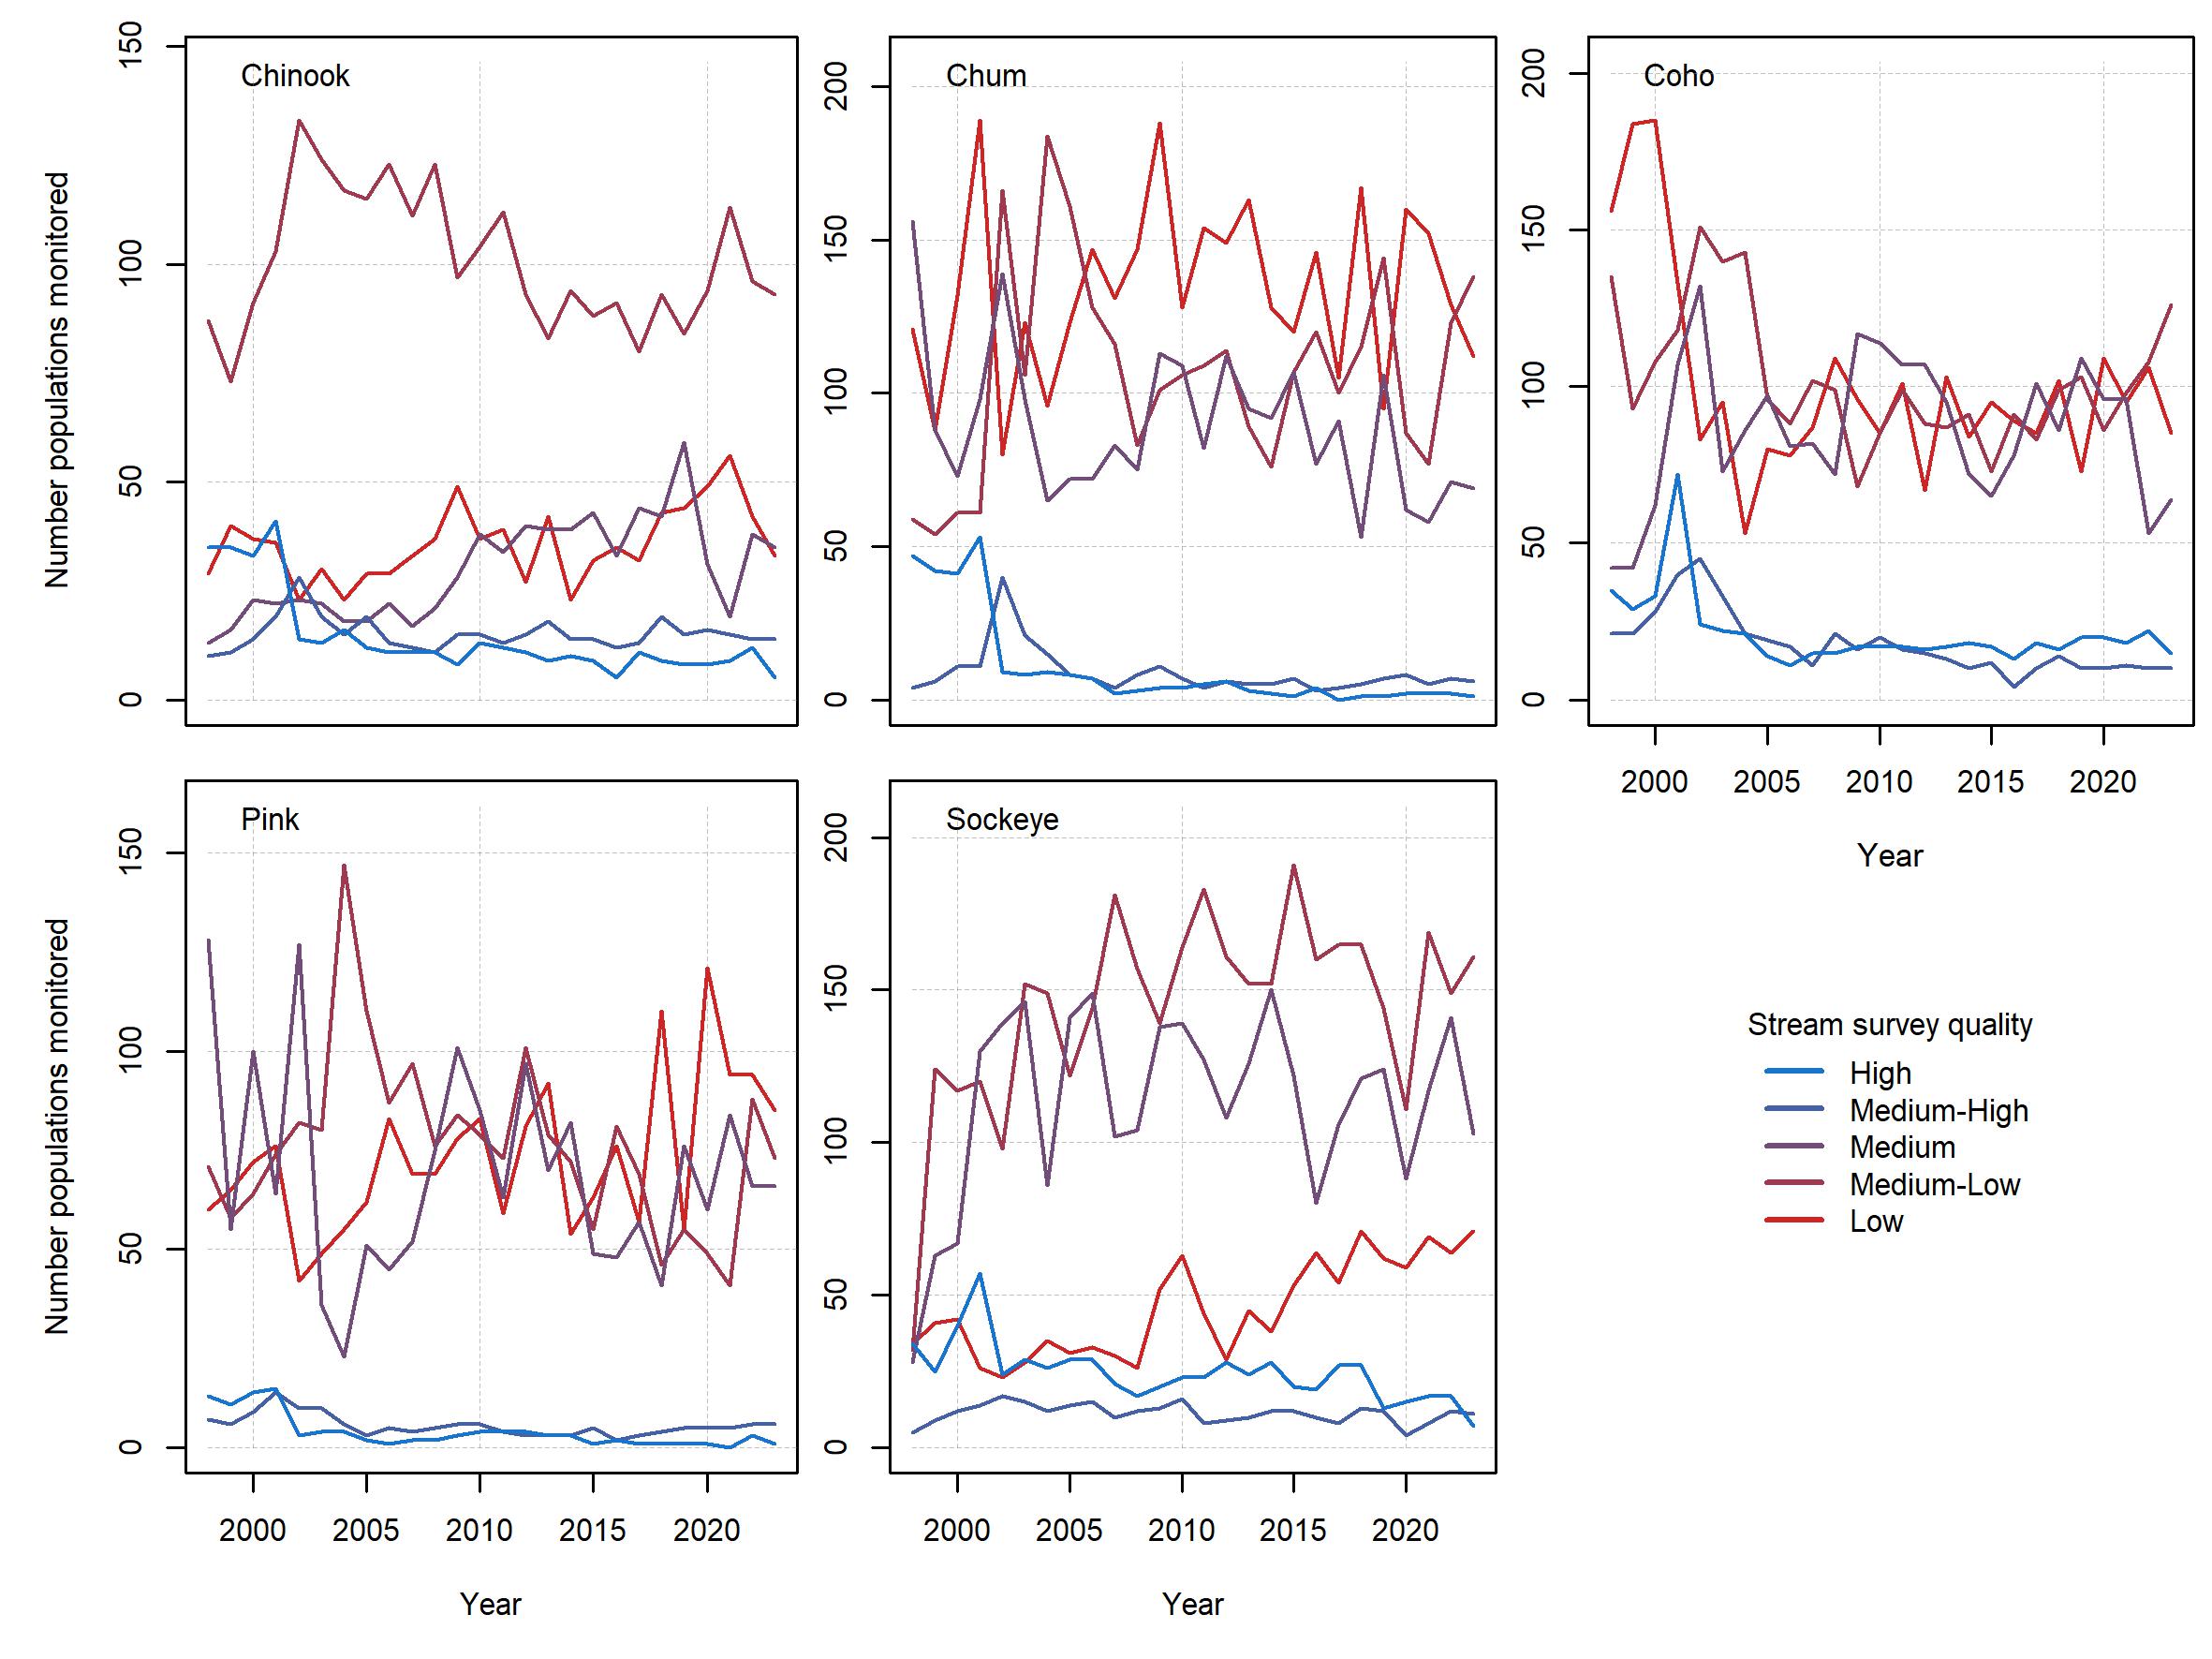 Number populations monitored
150
100
50
0
Chinook
200
150
100
50
0
Chum
200
150
100
50
0
Coho
2000 2005 2010 2015 2020
Year
Number populations monitored
150
100
50
0
Pink
2000 2005 2010 2015 2020
Year
200
150
100
50
0
Sockeye
2000 2005 2010 2015 2020
Year
Stream survey quality
High
Medium-High
Medium
Medium-Low
Low